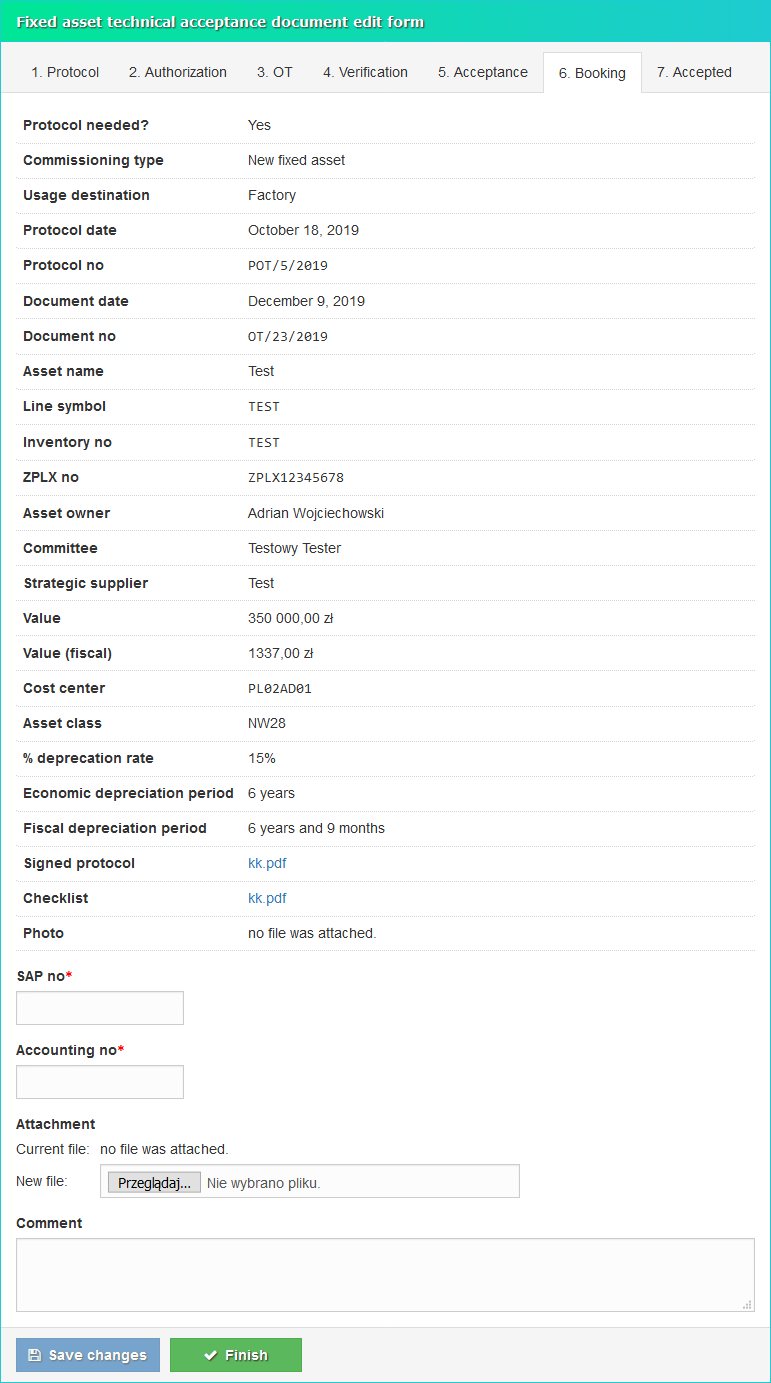 Fixed asset technical acceptance document edit form
1. Protocol 2. Authorization 3. OT 4. Verification 5. Acceptance 6. Booking 7. Accepted
Protocol needed? Yes
Commissioning type New fixed asset
Usage destination Factory
Protocol date October 18, 2019
Protocol no POT/5/2019
Document date December 9, 2019
Document no OT/23/2019
Asset name Test
Line symbol TEST
Inventory no TEST
ZPLX no ZPLX12345678
Asset owner Adrian Wojciechowski
Committee Testowy Tester
Strategic supplier Test
Value 350 000,00 zł
Value (fiscal) 1337,00 zł
Cost center PL02AD01
Asset class NW28
% deprecation rate 15%
Economic depreciation period 6 years
Fiscal depreciation period 6 years and 9 months
Signed protocol kk.pdf
Checklist kk.pdf
Photo no file was attached.
SAP no*
Accounting no*
Attachment
Current file: no file was attached.
New file: Przeglądaj... Nie wybrano pliku.
Comment
Save changes Finish